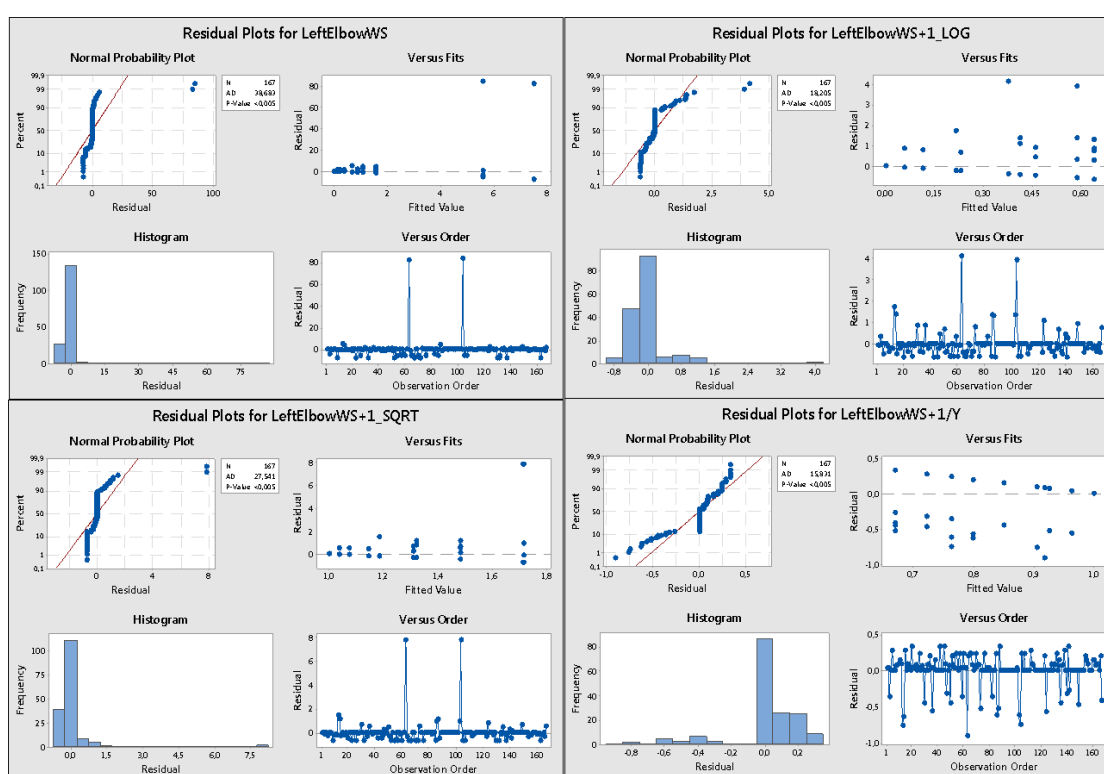 Residual Plots for LeftElbowWS
Normal Probability Plot
Versus Fits
99,9
99
90
50
10
1
0,1
Percent
0
50
100
Residual
N 167
AD 38,683
P-Value <0,005
80
60
40
20
0
Residual
0
2
4
6
8
Fitted Value
Histogram
Versus Order
150
100
50
0
Frequency
0
15
30
45
60
75
Residual
80
60
40
20
0
Residual
1
20
40
60
80
100
120
140
160
Observation Order
Residual Plots for LeftElbowWS+1_LOG
Normal Probability Plot
Versus Fits
99,9
99
90
50
10
1
0,1
Percent
0,0
2,5
5,0
Residual
N 167
AD 18,205
P-Value <0,005
4
3
2
1
0
Residual
0,00
0,15
0,30
0,45
0,60
Fitted Value
Histogram
Versus Order
80
60
40
20
0
Frequency
-0,8
0,0
0,8
1,6
2,4
3,2
4,0
Residual
4
3
2
1
0
Residual
1
20
40
60
80
100
120
140
160
Observation Order
Residual Plots for LeftElbowWS+1_SQRT
Normal Probability Plot
Versus Fits
99,9
99
90
50
10
1
0,1
Percent
0
4
8
Residual
N 167
AD 27,541
P-Value <0,005
8
6
4
2
0
Residual
1,0
1,2
1,4
1,6
1,8
Fitted Value
Histogram
Versus Order
100
75
50
25
0
Frequency
0,0
1,5
3,0
4,5
6,0
7,5
Residual
8
6
4
2
0
Residual
1
20
40
60
80
100
120
140
160
Observation Order
Residual Plots for LeftElbowWS+1/Y
Normal Probability Plot
Versus Fits
99,9
99
90
50
10
1
0,1
Percent
-1,0
-0,5
0,0
0,5
Residual
N 167
P-Value <0,005
0,5
0,0
-0,5
-1,0
Residual
0,7
0,8
0,9
1,0
Fitted Value
Histogram
Versus Order
80
60
40
20
0
Frequency
-0,8
-0,6
-0,4
-0,2
0,0
0,2
Residual
0,5
0,0
-0,5
-1,0
Residual
1
20
40
60
80
100
120
140
160
Observation Order